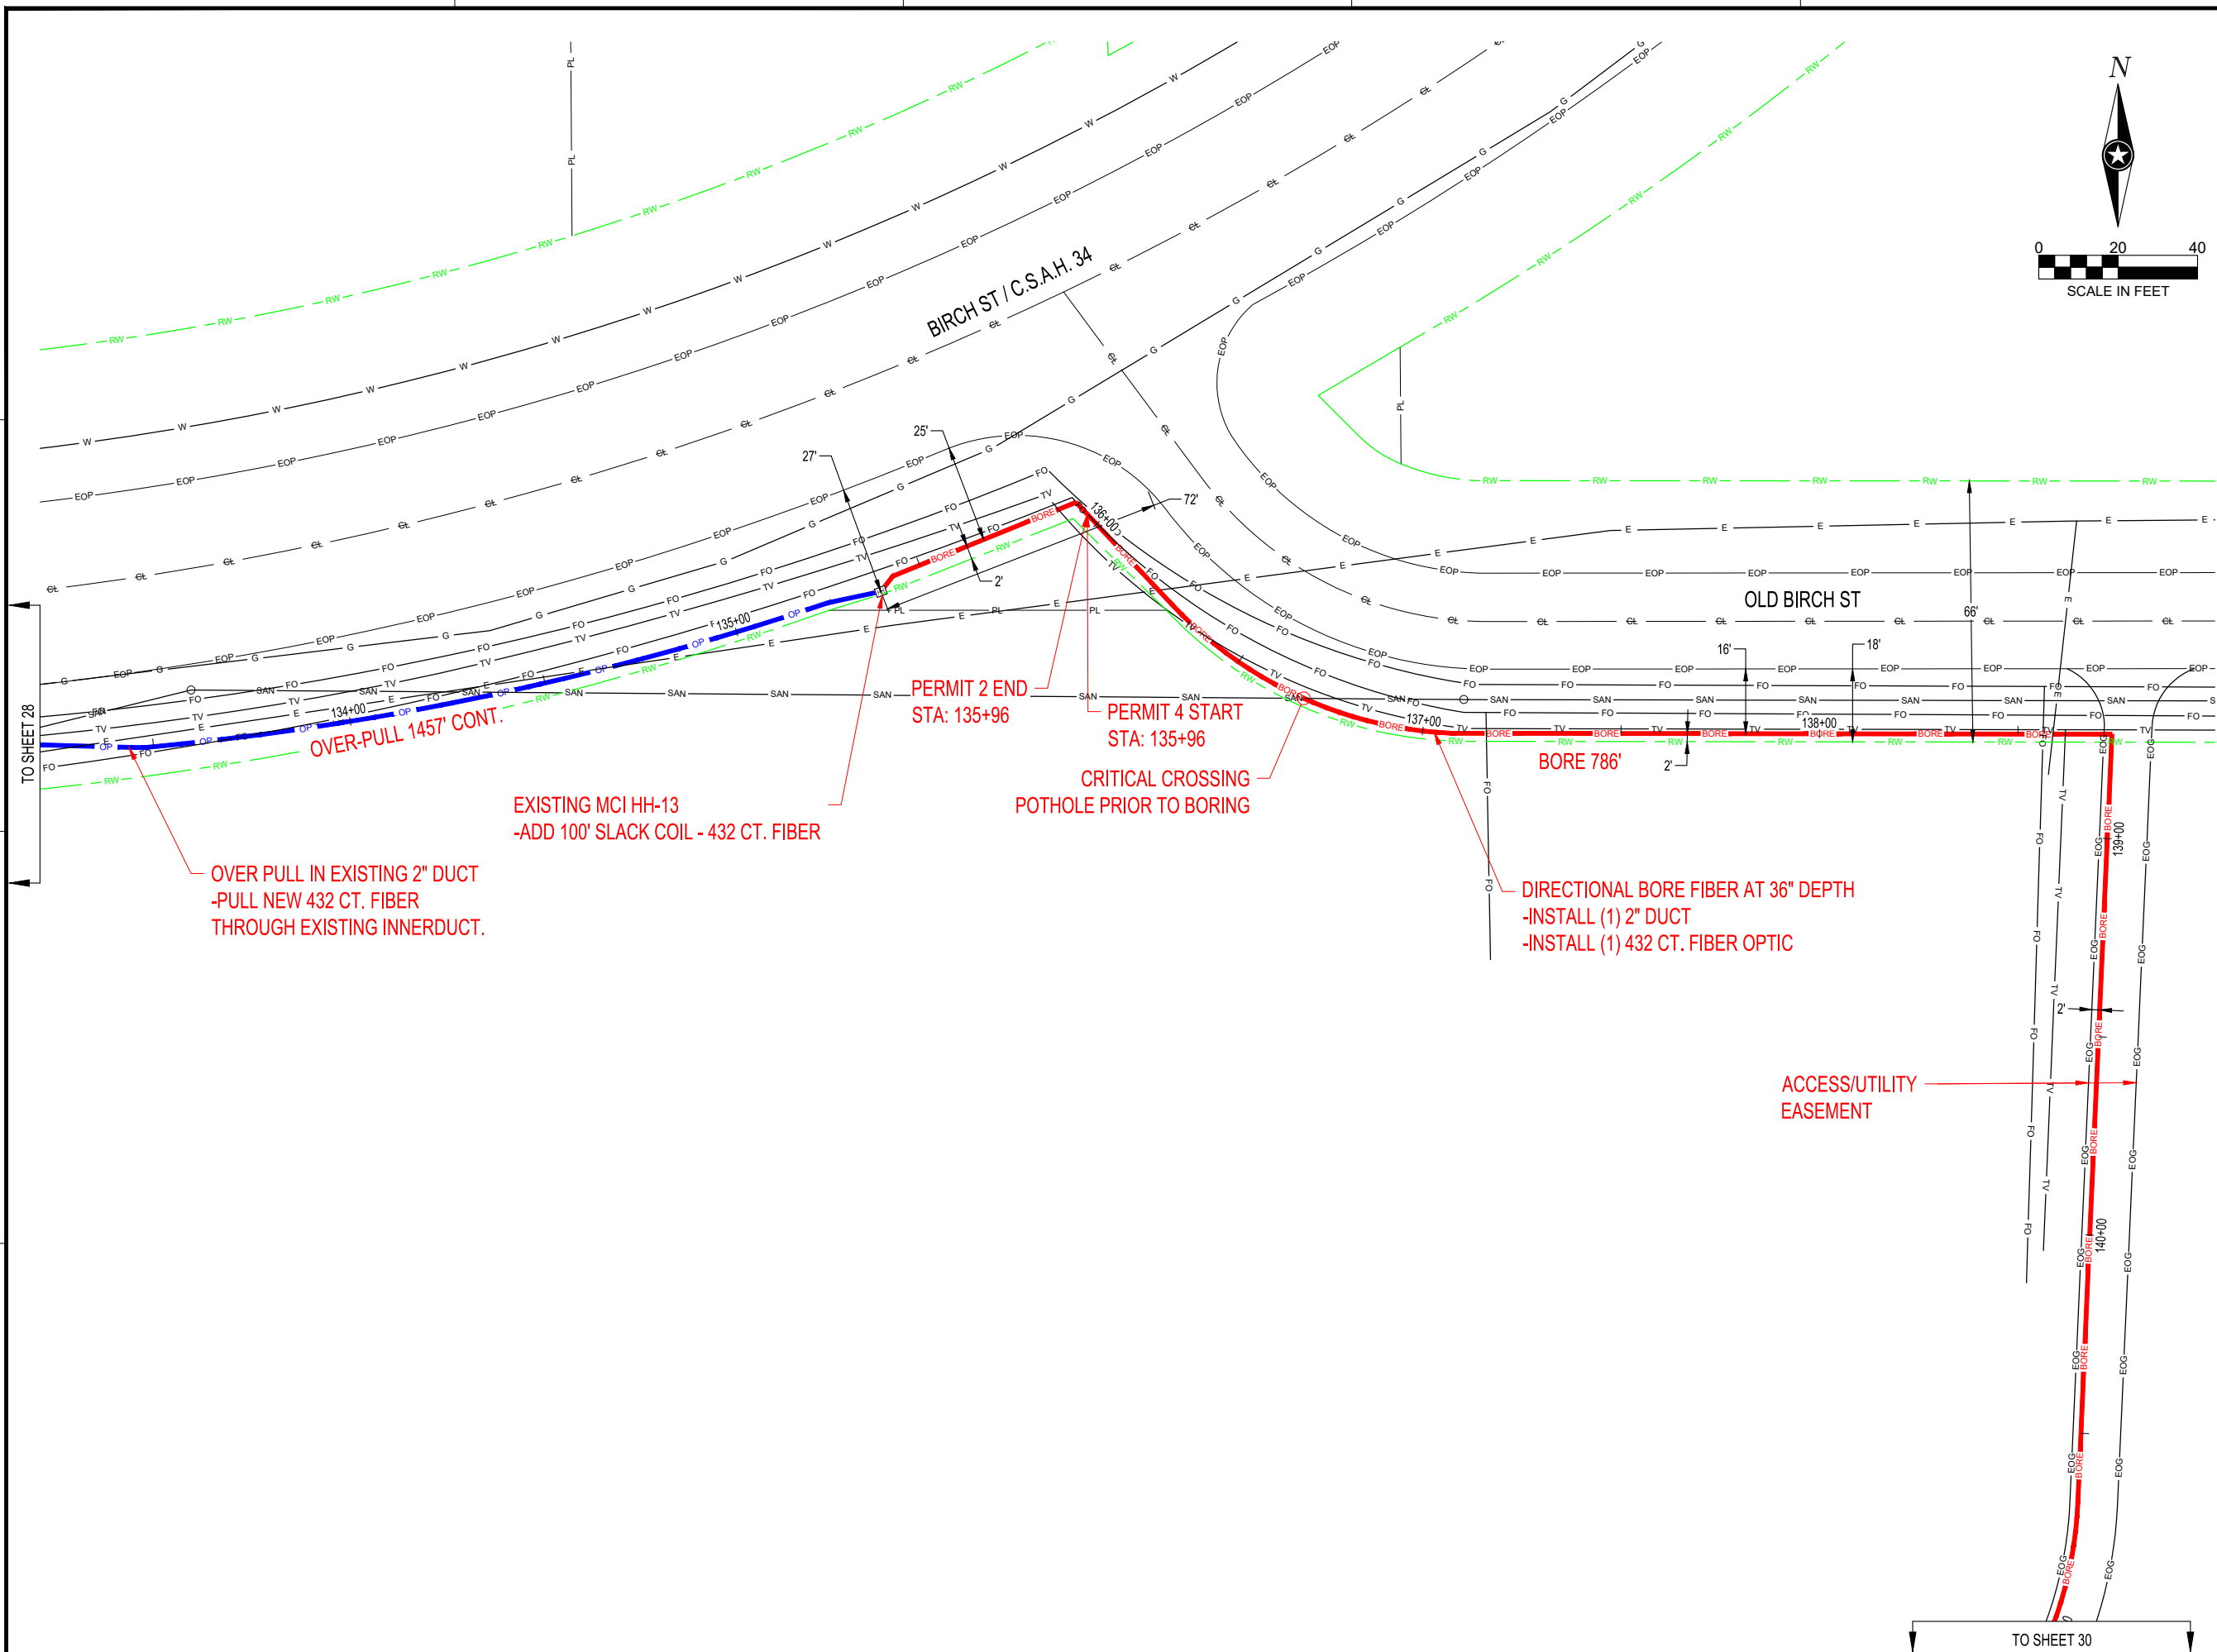 N
0 20 40
SCALE IN FEET
BIRCH ST / C.S.A.H. 34
25'
27'
72'
2'
136+00
135+00
134+00
OLD BIRCH ST
66'
16'
18'
2'
137+00
138+00
139+00
140+00
2'
TO SHEET 28
OVER-PULL 1457' CONT.
PERMIT 2 END
STA: 135+96
PERMIT 4 START
STA: 135+96
CRITICAL CROSSING
POTHOLE PRIOR TO BORING
BORE 786'
EXISTING MCI HH-13
-ADD 100' SLACK COIL - 432 CT. FIBER
OVER PULL IN EXISTING 2" DUCT
-PULL NEW 432 CT. FIBER
THROUGH EXISTING INNERDUCT.
DIRECTIONAL BORE FIBER AT 36" DEPTH
-INSTALL (1) 2" DUCT
-INSTALL (1) 432 CT. FIBER OPTIC
ACCESS/UTILITY
EASEMENT
TO SHEET 30